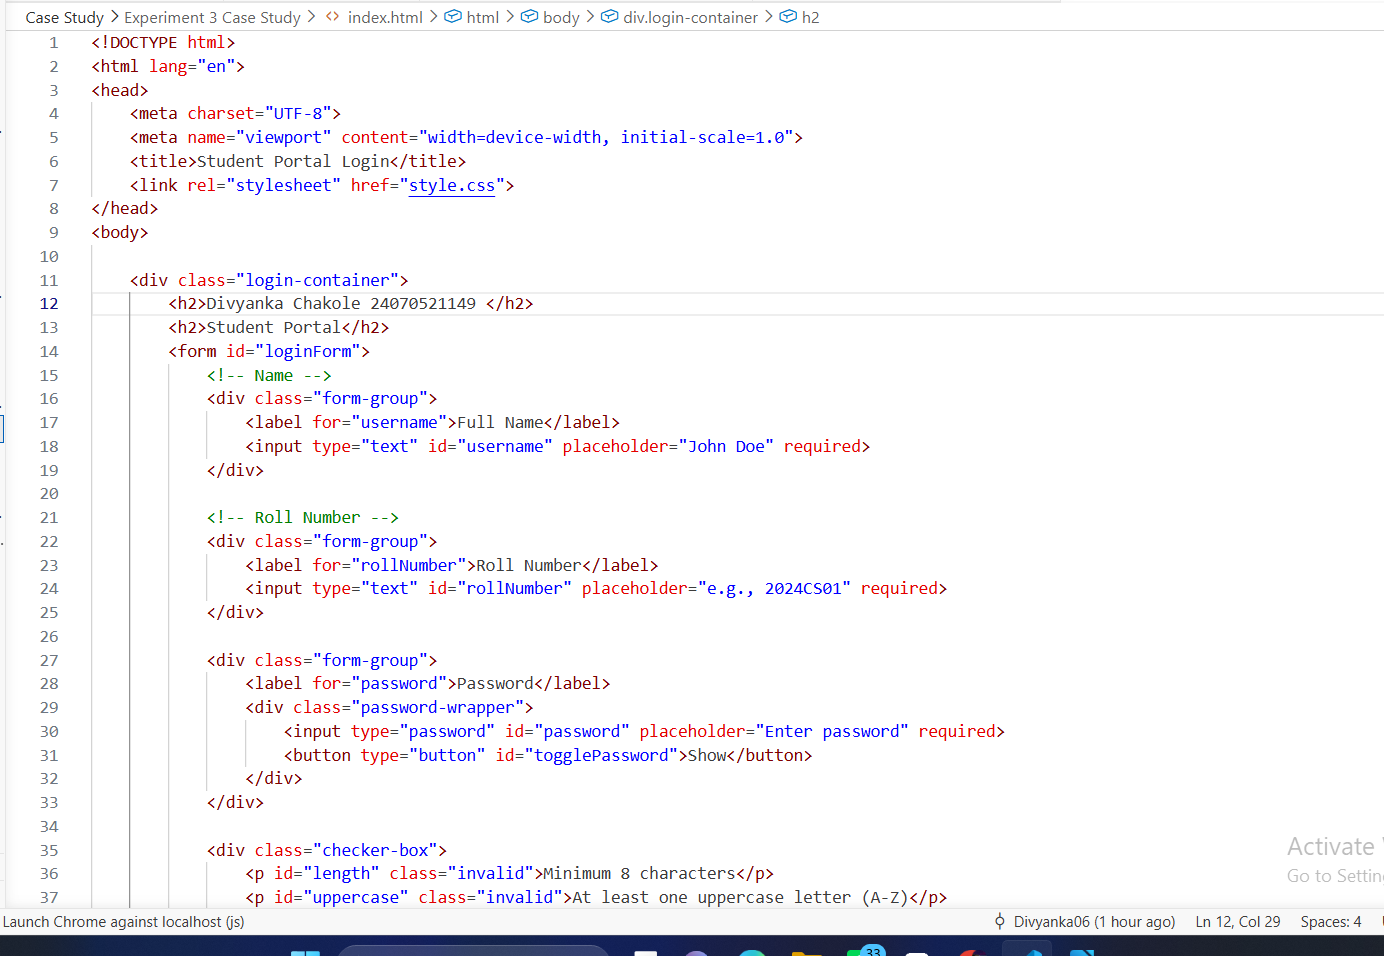 Case Study > Experiment 3 Case Study > <> index.html > html > body > div.login-container > h2
1 <!DOCTYPE html>
2 <html lang="en">
3 <head>
4 <meta charset="UTF-8">
5 <meta name="viewport" content="width=device-width, initial-scale=1.0">
6 <title>Student Portal Login</title>
7 <link rel="stylesheet" href="style.css">
8 </head>
9 <body>
10
11 <div class="login-container">
12 <h2>Divyanka Chakole 24070521149 </h2>
13 <h2>Student Portal</h2>
14 <form id="loginForm">
15 <!-- Name -->
16 <div class="form-group">
17 <label for="username">Full Name</label>
18 <input type="text" id="username" placeholder="John Doe" required>
19 </div>
20
21 <!-- Roll Number -->
22 <div class="form-group">
23 <label for="rollNumber">Roll Number</label>
24 <input type="text" id="rollNumber" placeholder="e.g., 2024CS01" required>
25 </div>
26
27 <div class="form-group">
28 <label for="password">Password</label>
29 <div class="password-wrapper">
30 <input type="password" id="password" placeholder="Enter password" required>
31 <button type="button" id="togglePassword">Show</button>
32 </div>
33 </div>
34
35 <div class="checker-box">
36 <p id="length" class="invalid">Minimum 8 characters</p>
37 <p id="uppercase" class="invalid">At least one uppercase letter (A-Z)</p>
Activate
Go to Settin
Launch Chrome against localhost (js) Divyanka06 (1 hour ago) Ln 12, Col 29 Spaces: 4
33